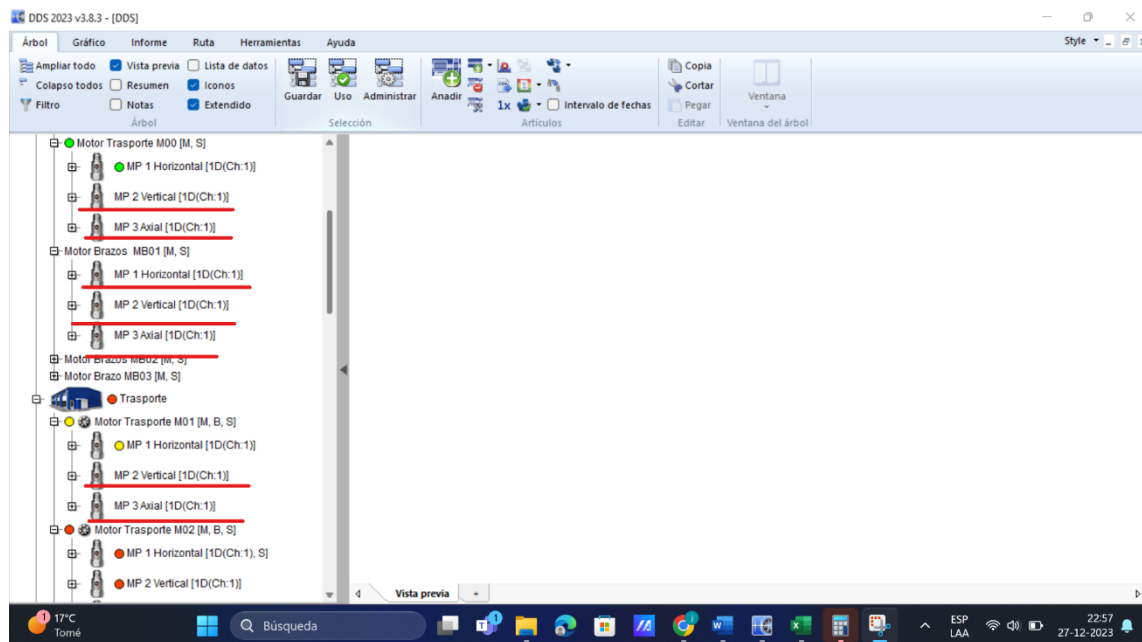 DDS 2023 v3.8.3 - [DDS]
Árbol Gráfico Informe Ruta Herramientas Ayuda Style
Ampliar todo Vista previa Lista de datos
Colapso todos Resumen Iconos
Filtro Notas Extendido
Árbol
Guardar Uso Administrar
Selección
Anadir
1x Intervalo de fechas
Artículos
Copia
Cortar
Pegar
Editar
Ventana
Ventana del árbol
Motor Trasporte M00 [M, S]
MP 1 Horizontal [1D(Ch:1)]
MP 2 Vertical [1D(Ch:1)]
MP 3 Axial [1D(Ch:1)]
Motor Brazos MB01 [M, S]
MP 1 Horizontal [1D(Ch:1)]
MP 2 Vertical [1D(Ch:1)]
MP 3 Axial [1D(Ch:1)]
Motor Brazos MB02 [M, S]
Motor Brazo MB03 [M, S]
Trasporte
Motor Trasporte M01 [M, B, S]
MP 1 Horizontal [1D(Ch:1)]
MP 2 Vertical [1D(Ch:1)]
MP 3 Axial [1D(Ch:1)]
Motor Trasporte M02 [M, B, S]
MP 1 Horizontal [1D(Ch:1), S]
MP 2 Vertical [1D(Ch:1)]
Vista previa +
1 17°C
Tomé
Búsqueda
ESP
LAA
22:57
27-12-2023